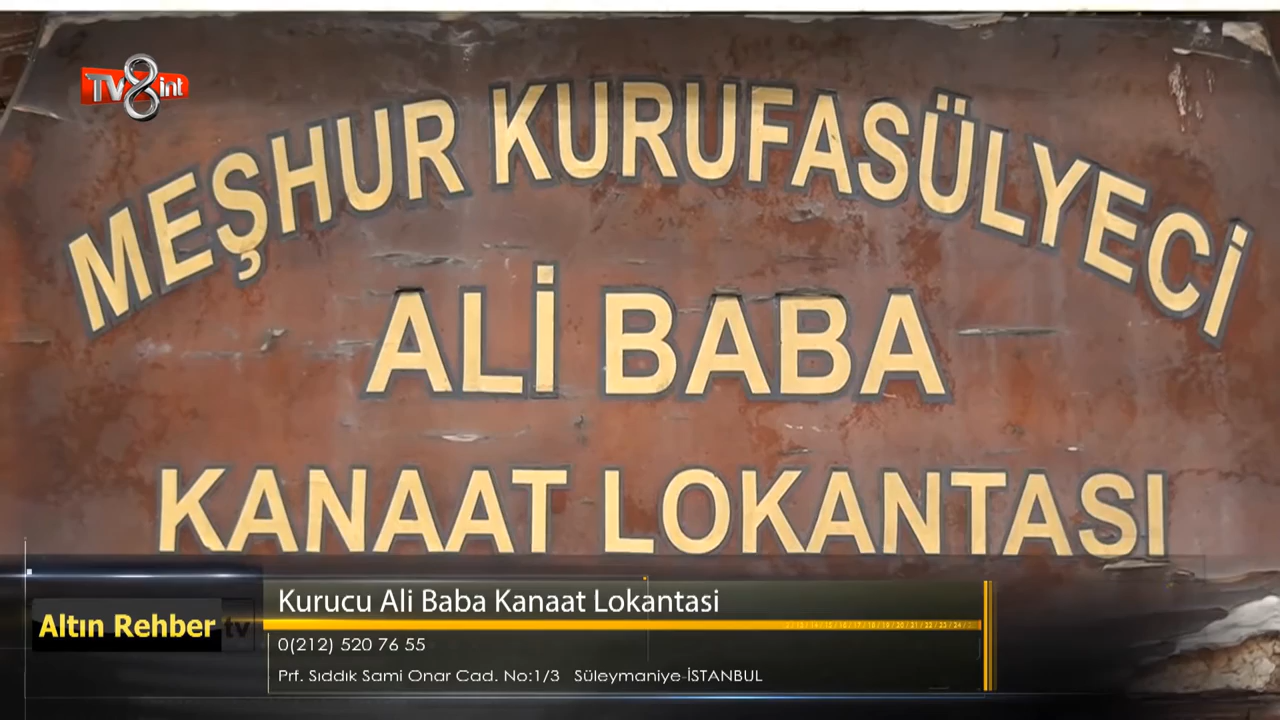 TV8int
MEŞHUR KURUFASÜLYECİ
ALİ BABA
KANAAT LOKANTASI
Kurucu Ali Baba Kanaat Lokantasi
Altın Rehber tv
0(212) 520 76 55
Prf. Sıddık Sami Onar Cad. No:1/3 Süleymaniye-İSTANBUL